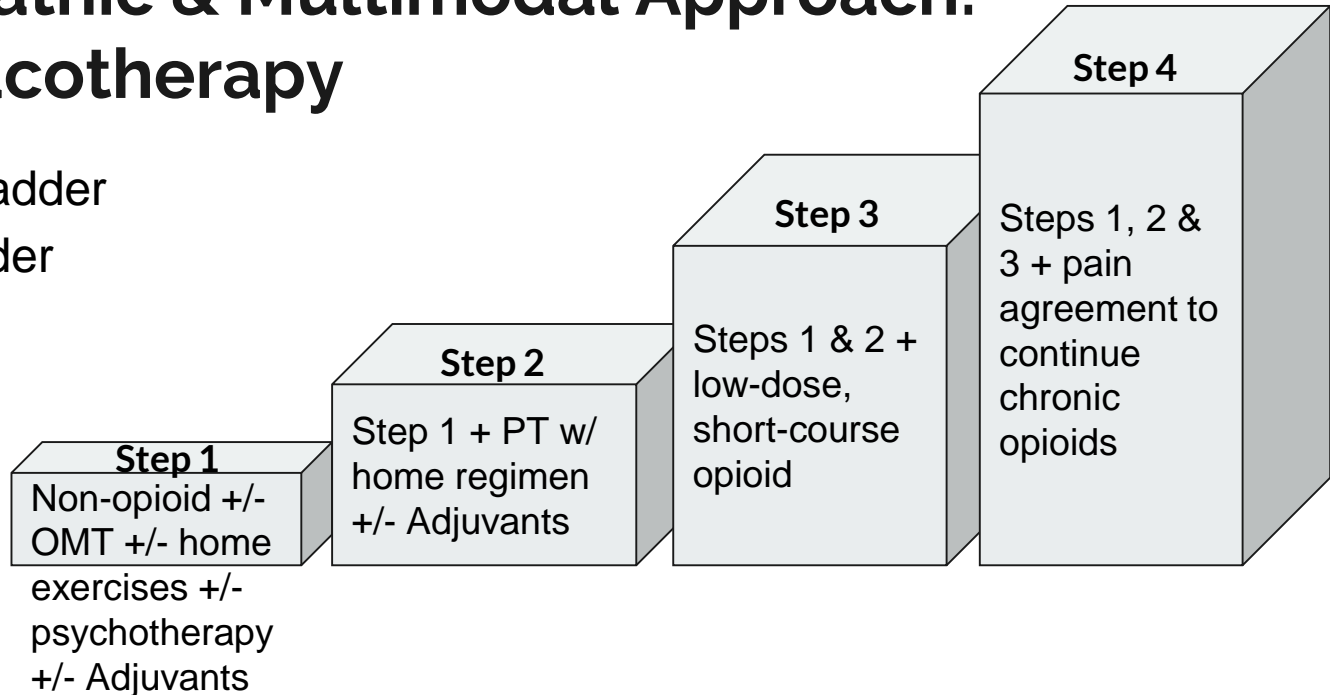 & Multimodal Approach:
Step 4
Step 3
Steps 1, 2 &
3 + pain
agreement to
continue
chronic
opioids
Steps 1 & 2 +
low-dose,
short-course
opioid
Step 2
Step 1 + PT w/
home regimen
+/- Adjuvants
Step 1
Non-opioid +/-
OMT +/- home
exercises +/-
psychotherapy
+/- Adjuvants